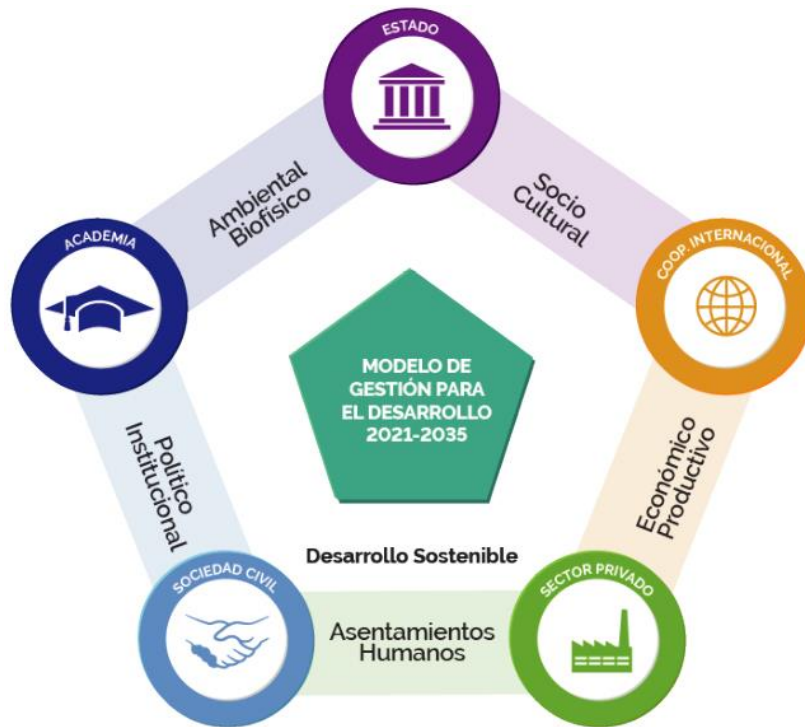 ESTADO
Ambiental
Biofísico
Socio
Cultural
ACADEMIA
COOP. INTERNACIONAL
MODELO DE
GESTIÓN PARA
EL DESARROLLO
2021-2035
Político
Institucional
Económico
Productivo
Desarrollo Sostenible
SOCIEDAD CIVIL
SECTOR PRIVADO
Asentamientos
Humanos